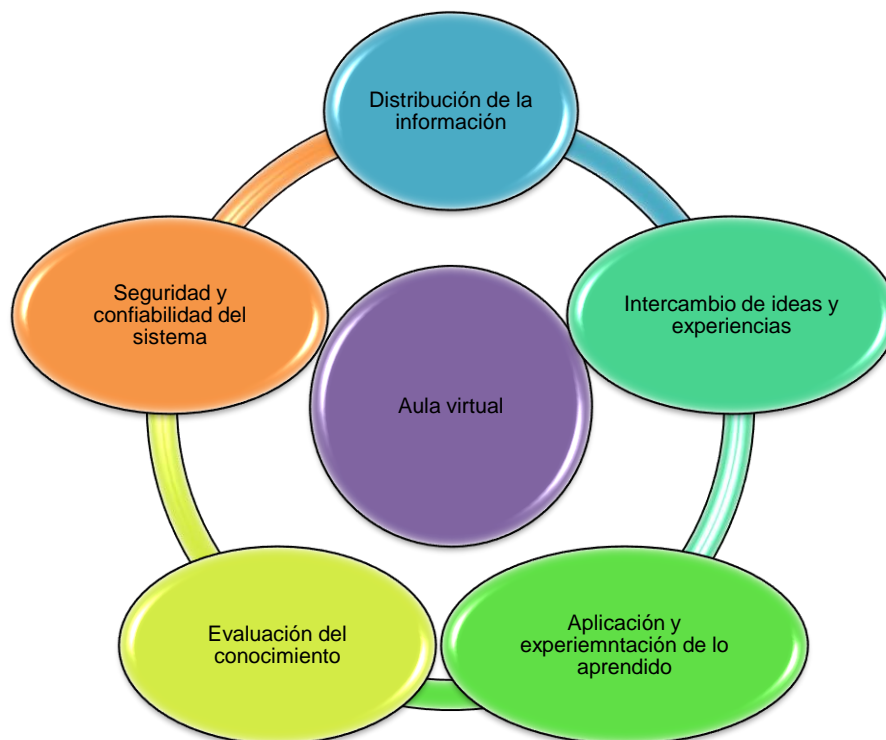 Distribución de la
información
Intercambio de ideas y
experiencias
Aplicación y
experiemntación de lo
aprendido
Evaluación del
conocimiento
Seguridad y
confiabilidad del
sistema
Aula virtual